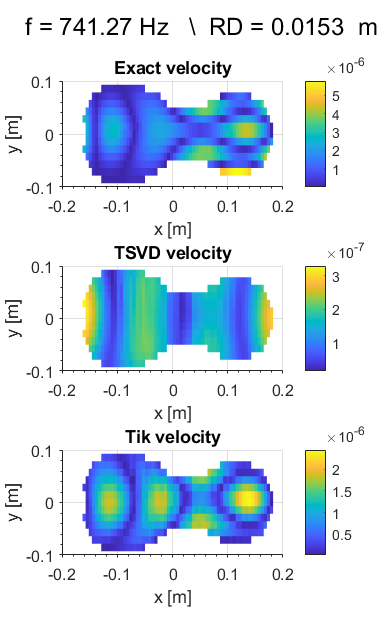 f = 741.27 Hz \ RD = 0.0153 m
Exact velocity
×10-6
0.1
0
-0.1
y [m]
-0.2 -0.1 0 0.1 0.2
x [m]
5
4
3
2
1
TSVD velocity
×10-7
0.1
0
-0.1
y [m]
-0.2 -0.1 0 0.1 0.2
x [m]
3
2
1
Tik velocity
×10-6
0.1
0
-0.1
y [m]
-0.2 -0.1 0 0.1 0.2
x [m]
2
1.5
1
0.5